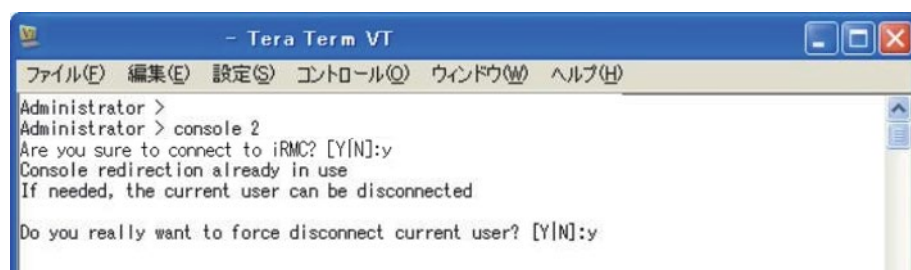 - Tera Term VT
ファイル(F) 編集(E) 設定(S) コントロール(O) ウィンドウ(W) ヘルプ(H)
Administrator >
Administrator > console 2
Are you sure to connect to iRMC? [Y|N]:y
Console redirection already in use
If needed, the current user can be disconnected
Do you really want to force disconnect current user? [Y|N]:y